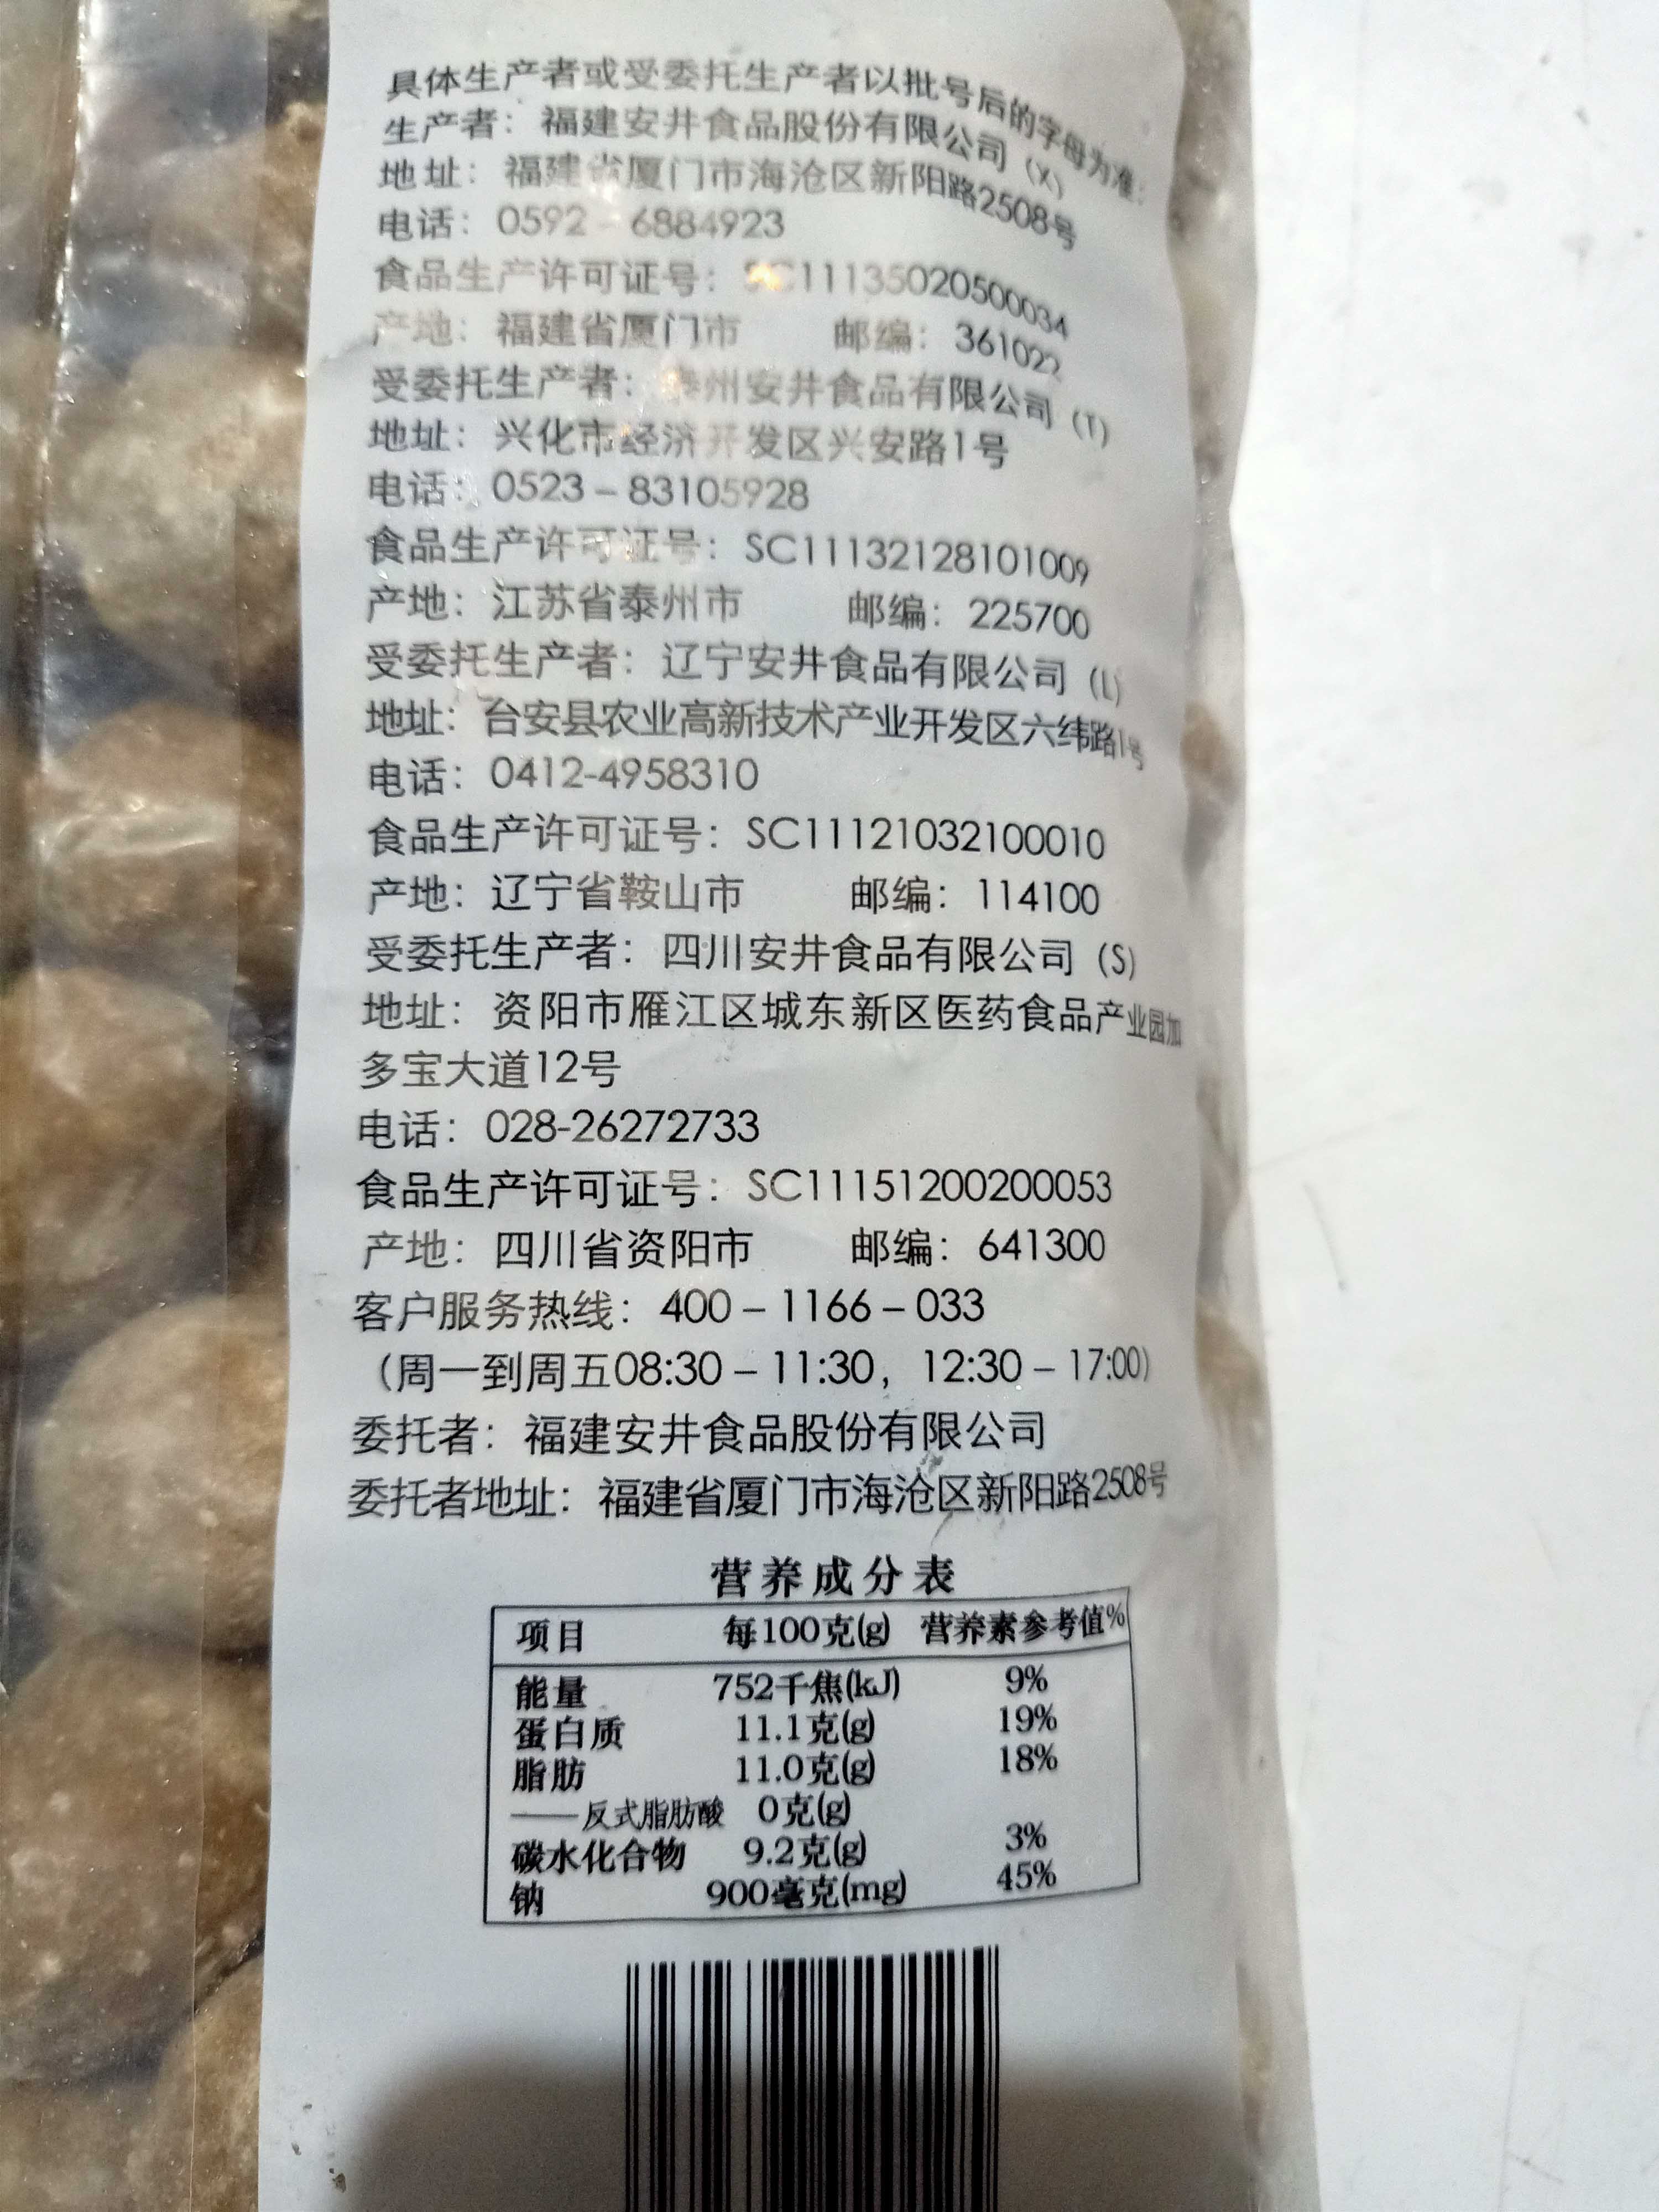 具体生产者或受委托生产者以批号后的字母为准：
生产者：福建安井食品股份有限公司（X）
地址：福建省厦门市海沧区新阳路2508号
电话：0592－6884923
食品生产许可证号：SC11135020500034
产地：福建省厦门市 邮编：361022
受委托生产者：泰州安井食品有限公司（T）
地址：兴化市经济开发区兴安路1号
电话：0523－83105928
食品生产许可证号：SC11132128101009
产地：江苏省泰州市 邮编：225700
受委托生产者：辽宁安井食品有限公司（L）
地址：台安县农业高新技术产业开发区六纬路1号
电话：0412-4958310
食品生产许可证号：SC11121032100010
产地：辽宁省鞍山市 邮编：114100
受委托生产者：四川安井食品有限公司（S）
地址：资阳市雁江区城东新区医药食品产业园加
多宝大道12号
电话：028-26272733
食品生产许可证号：SC11151200200053
产地：四川省资阳市 邮编：641300
客户服务热线：400－1166－033
（周一到周五08:30－11:30，12:30－17:00）
委托者：福建安井食品股份有限公司
委托者地址：福建省厦门市海沧区新阳路2508号
营养成分表
项目 每100克(g) 营养素参考值%
能量 752千焦(kJ) 9%
蛋白质 11.1克(g) 19%
脂肪 11.0克(g) 18%
——反式脂肪酸 0克(g)
碳水化合物 9.2克(g) 3%
钠 900毫克(mg) 45%